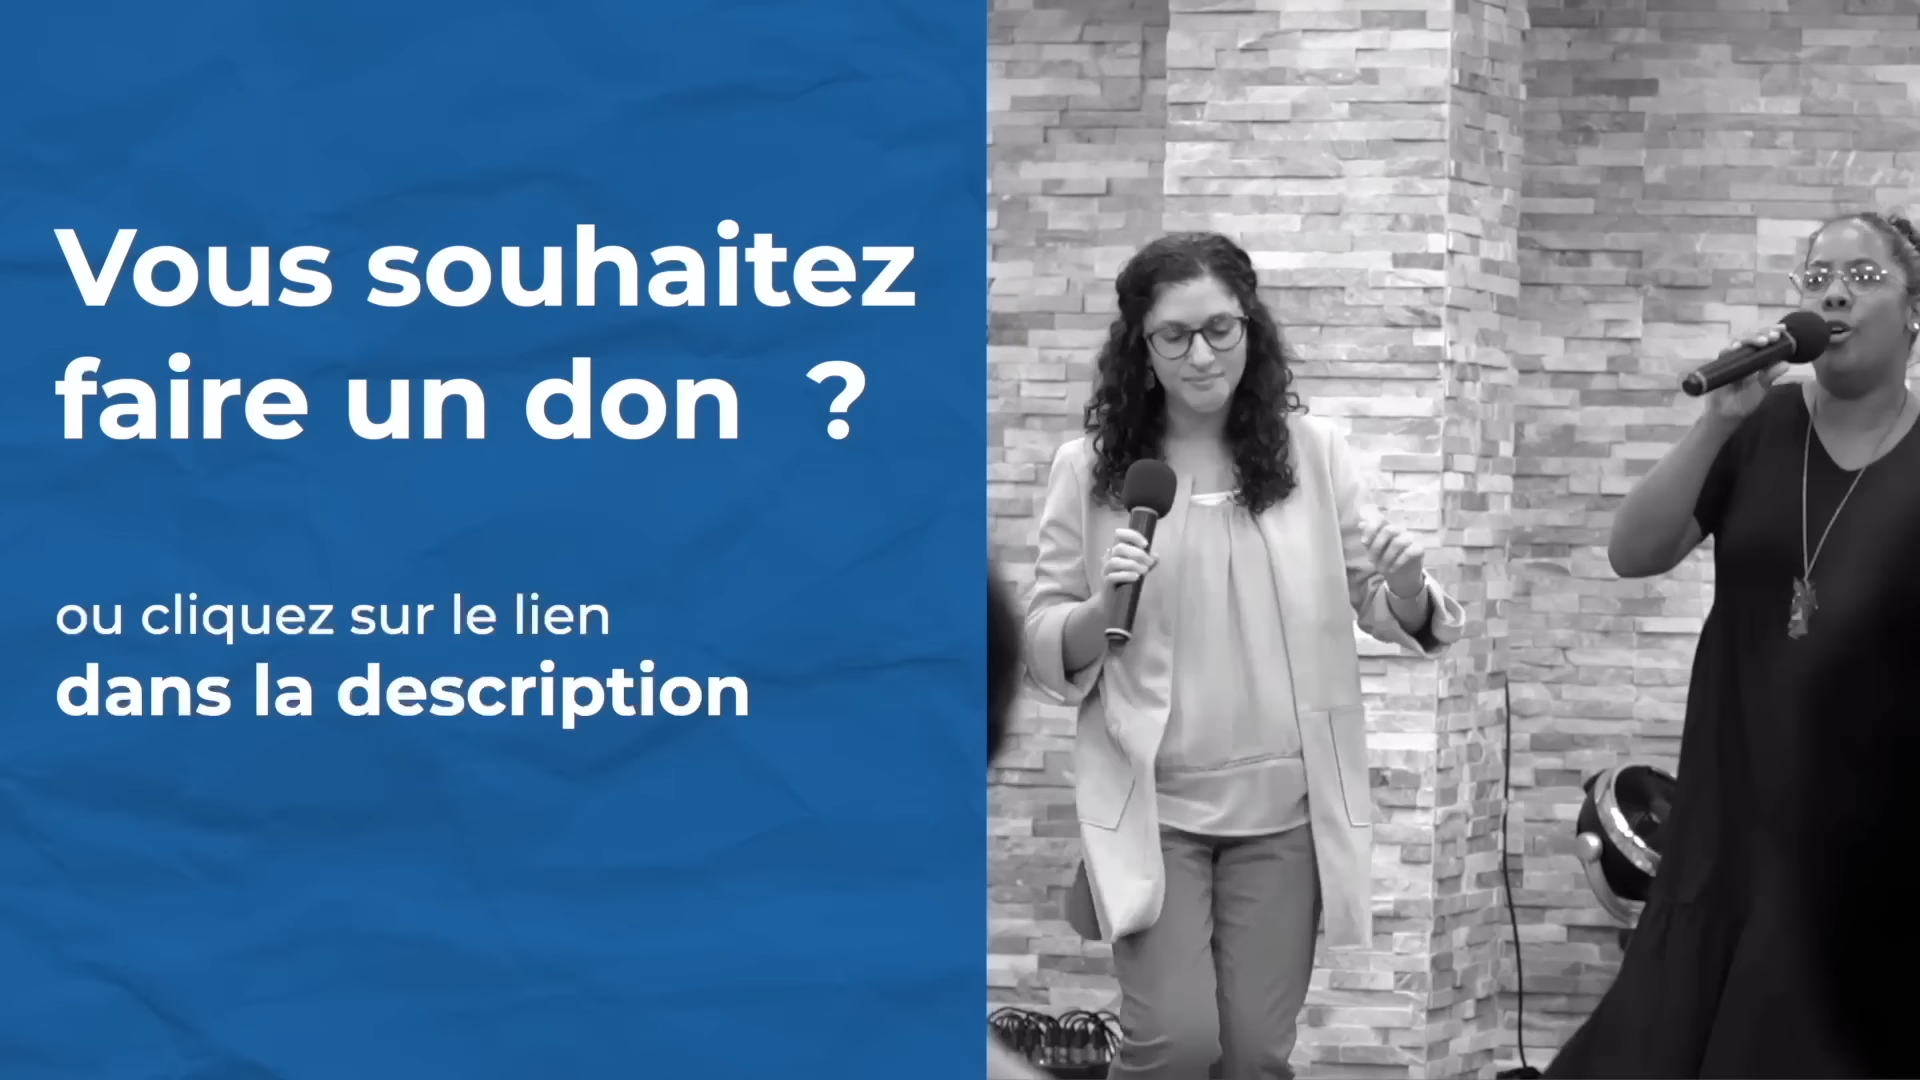 Vous souhaitez
faire un don ?
ou cliquez sur le lien
dans la description